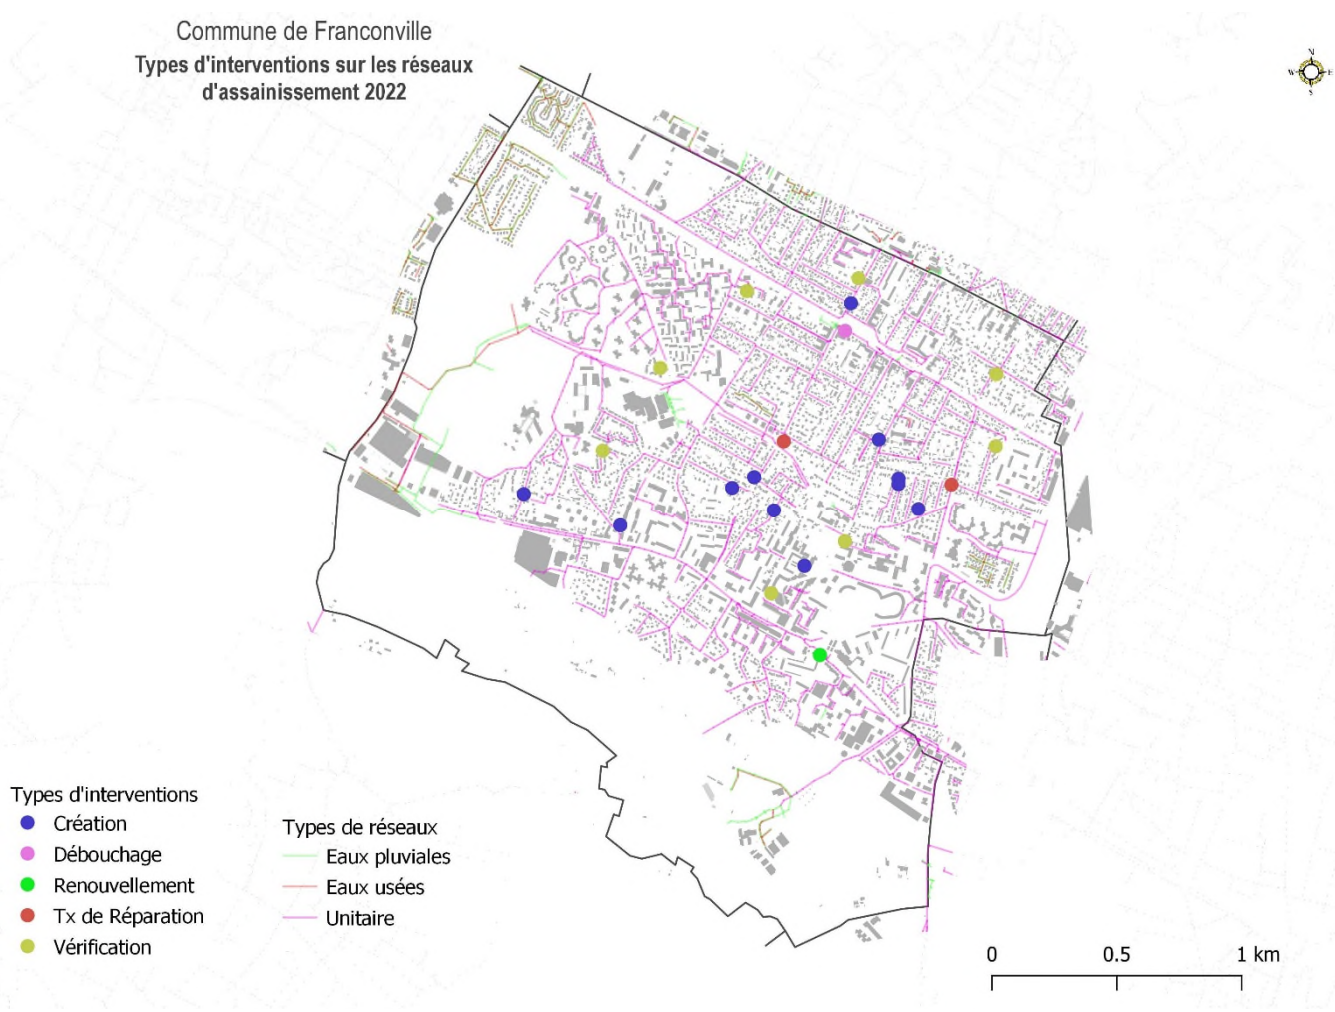 Commune de Franconville
Types d'interventions sur les réseaux
d'assainissement 2022
N
W
E
S
Types d'interventions
Création
Débouchage
Renouvellement
Tx de Réparation
Vérification
Types de réseaux
Eaux pluviales
Eaux usées
Unitaire
0 0.5 1 km